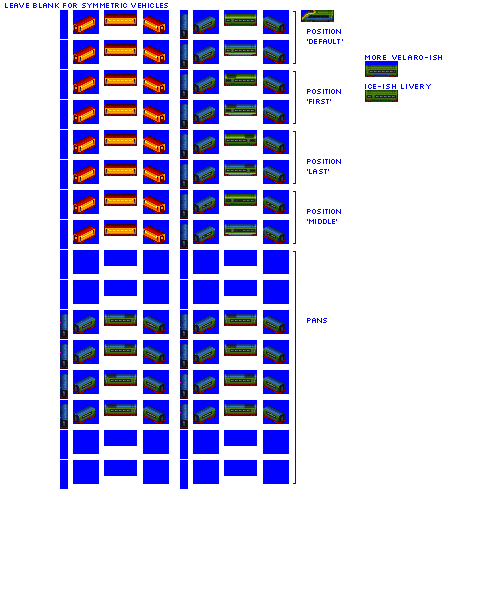 LEAVE BLANK FOR SYMMETRIC VEHICLES
POSITION
'DEFAULT'
MORE VELARO-ISH
ICE-ISH LIVERY
POSITION
'FIRST'
POSITION
'LAST'
POSITION
'MIDDLE'
PANS